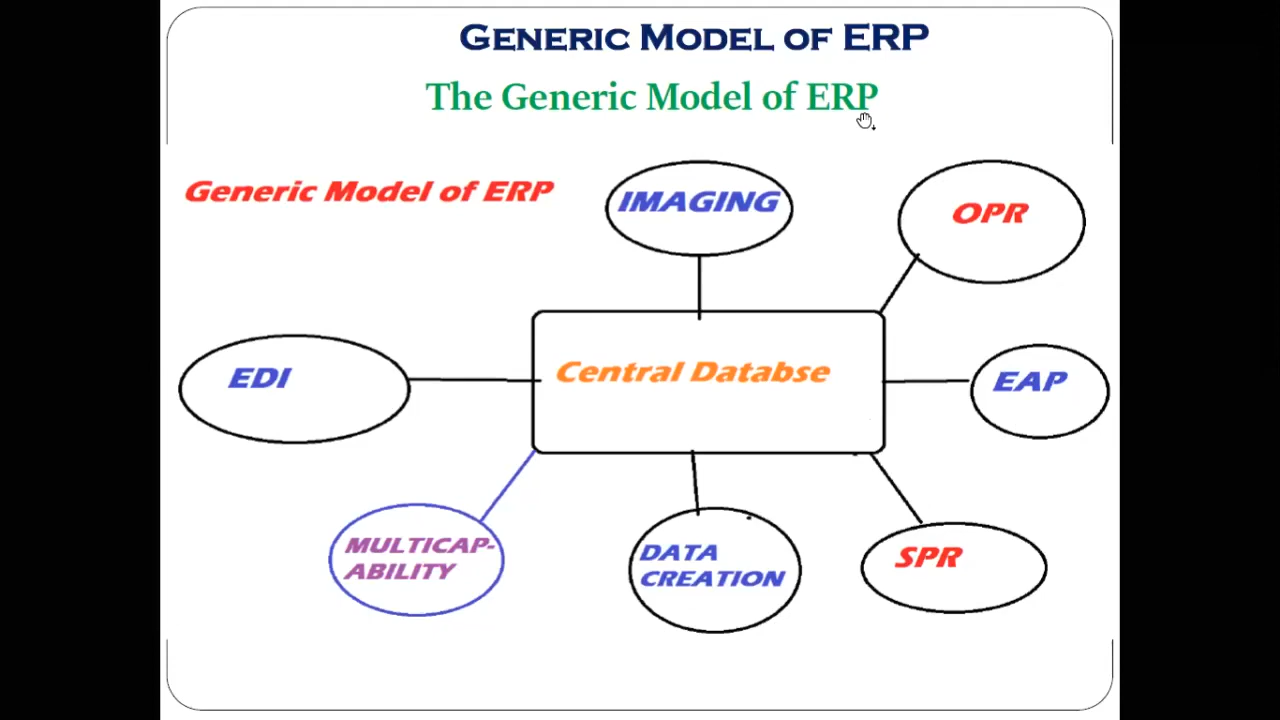 GENERIC MODEL OF ERP
The Generic Model of ERP
Generic Model of ERP
IMAGING
OPR
EDI
Central Databse
EAP
MULTICAP-
ABILITY
DATA
CREATION
SPR